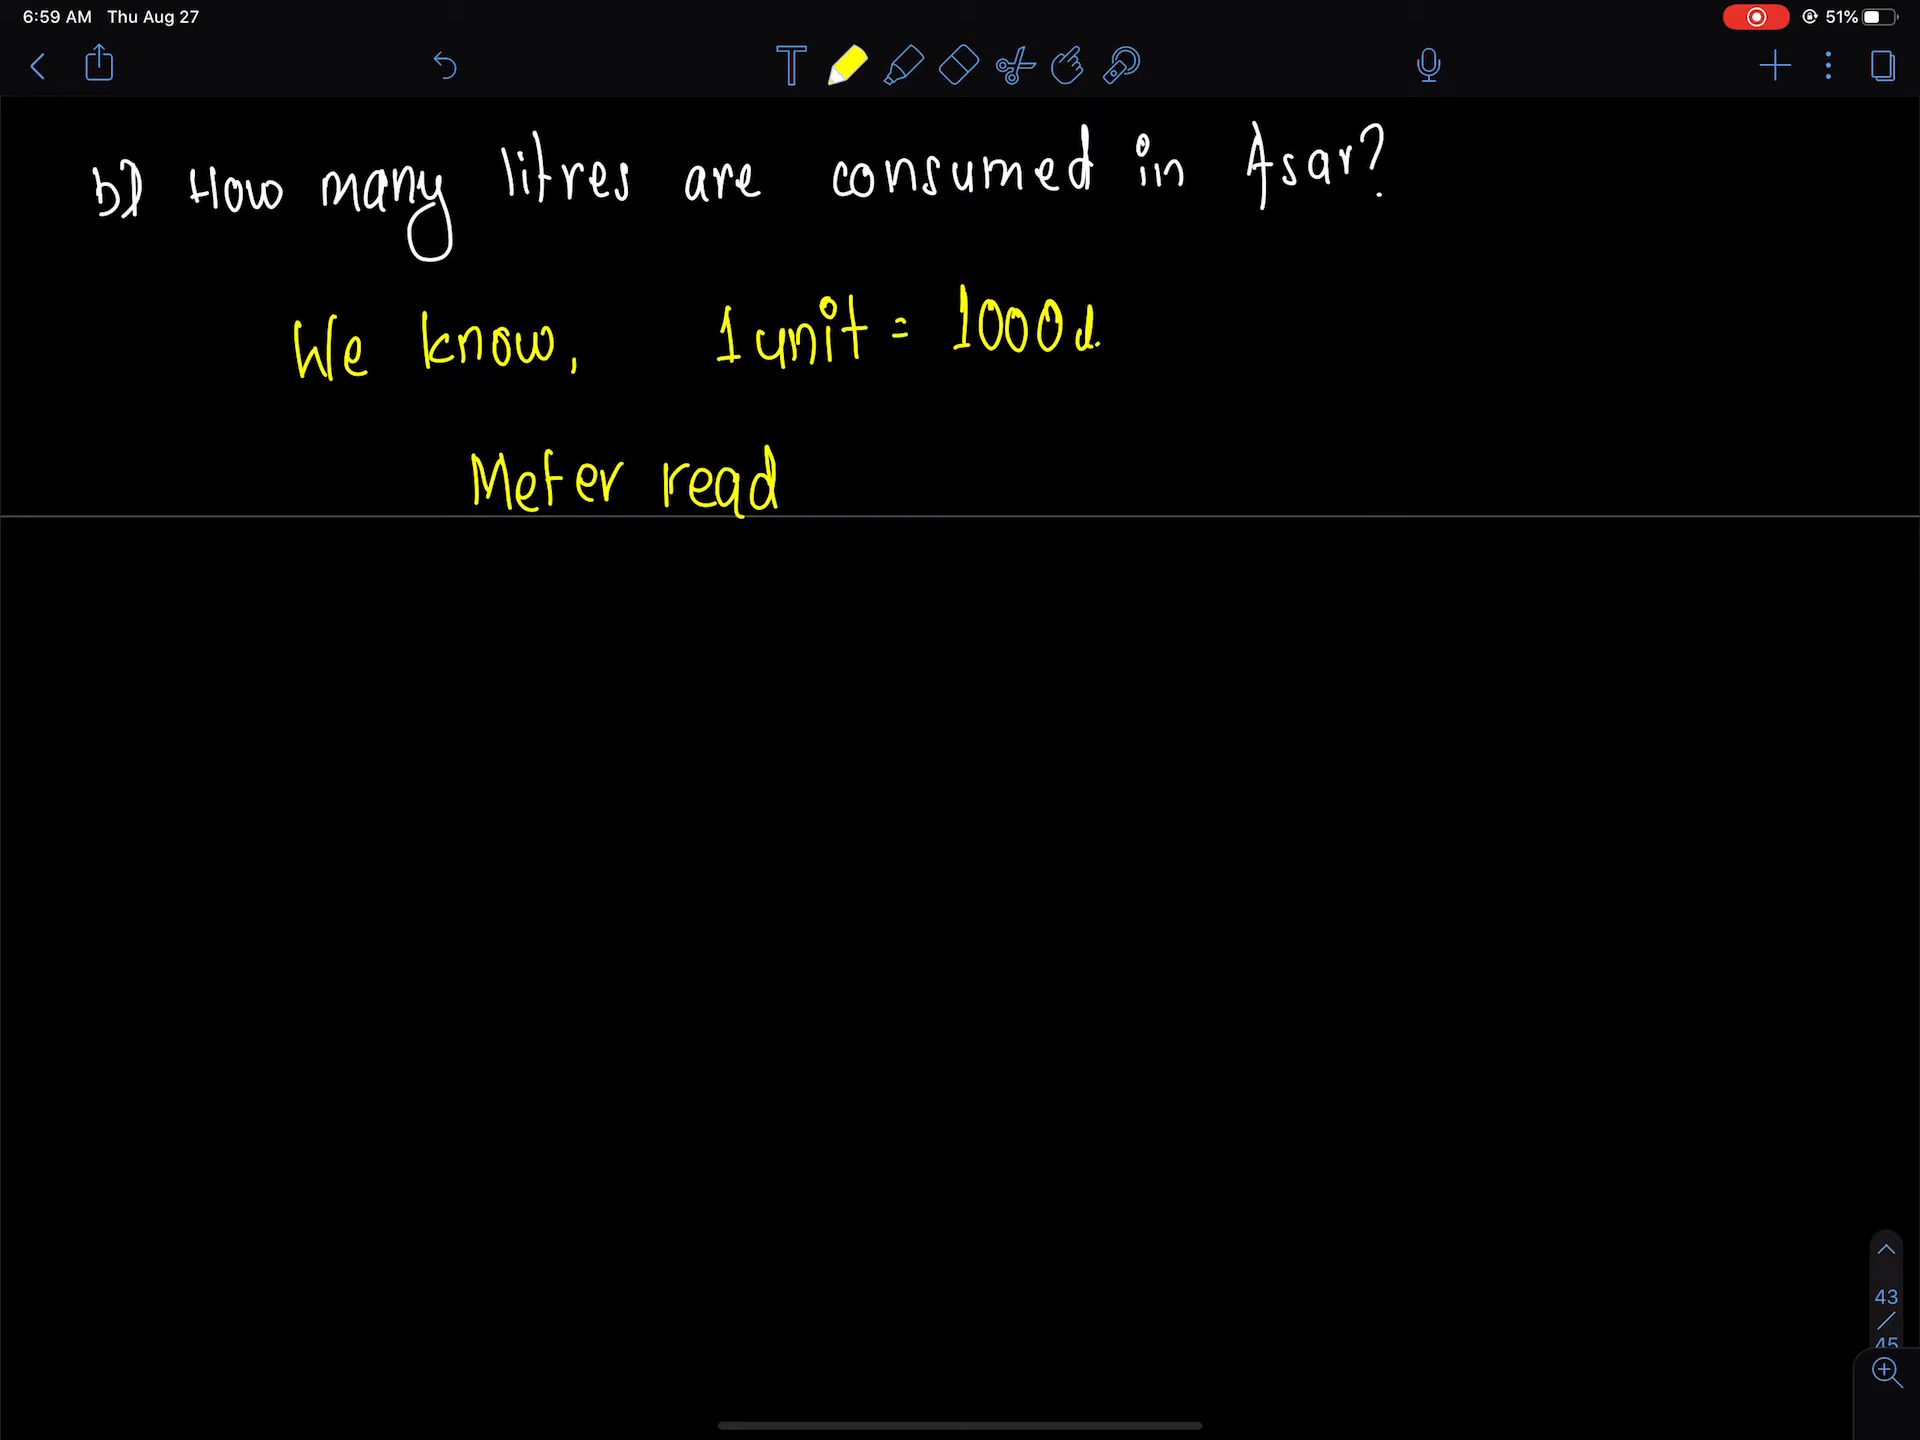 6:59 AM Thu Aug 27
51%
b) How many litres are consumed in Asar?
We know, 1 unit = 1000 l.
Meter read
43
/
45